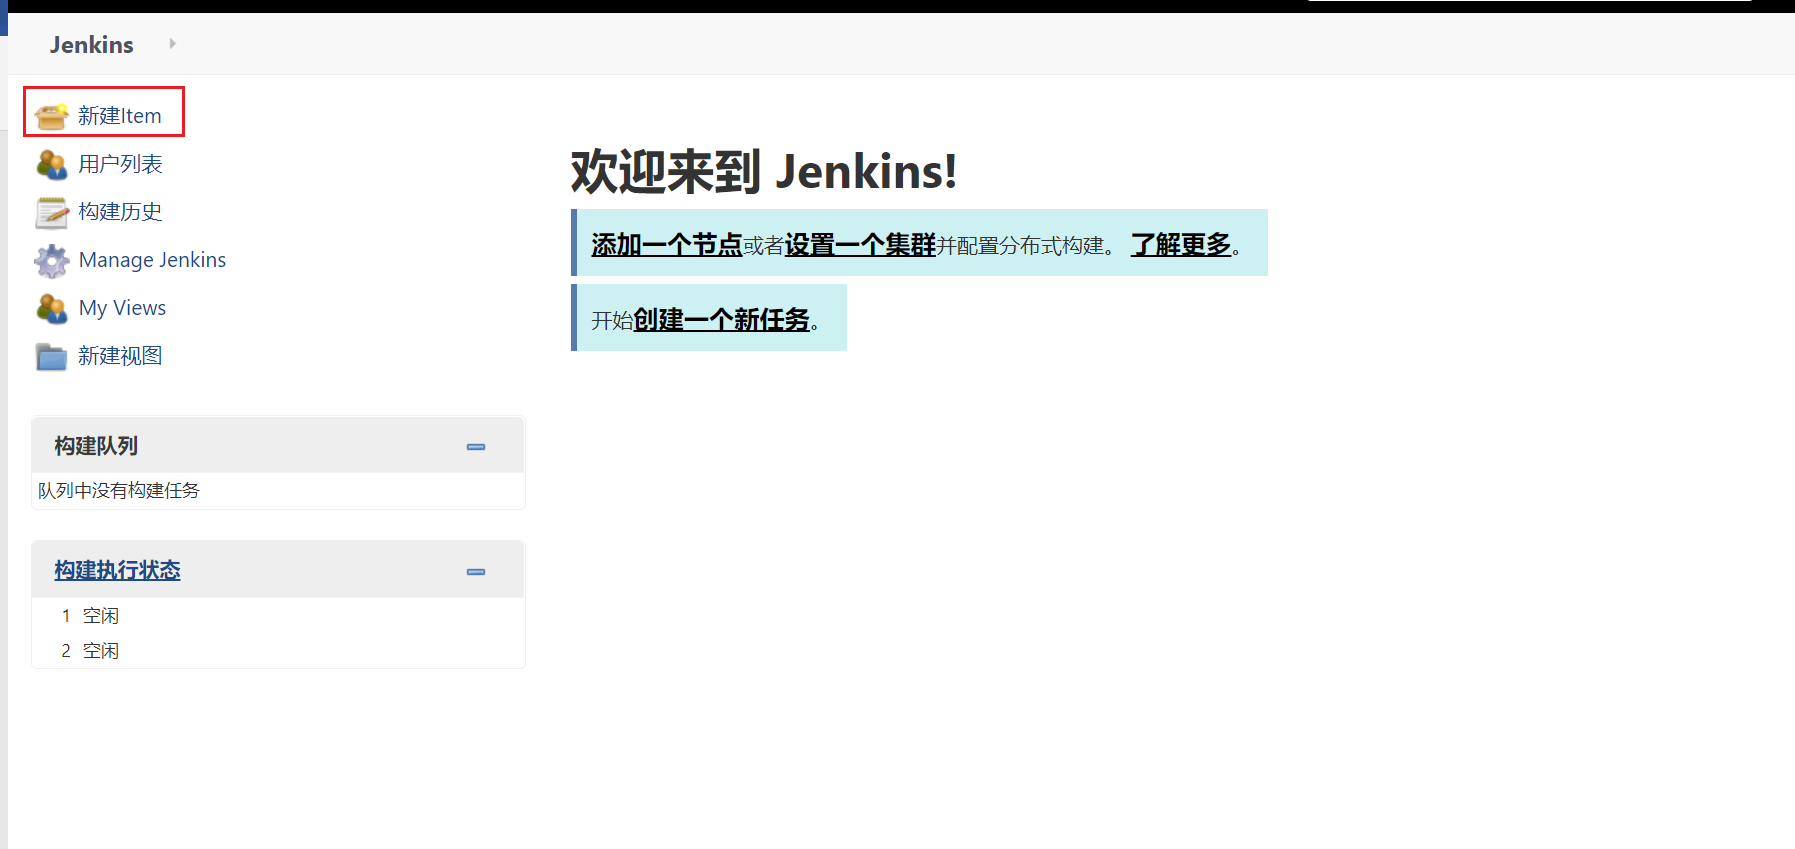 Jenkins
新建Item
用户列表
构建历史
Manage Jenkins
My Views
新建视图
构建队列
队列中没有构建任务
构建执行状态
1 空闲
2 空闲
欢迎来到 Jenkins!
添加一个节点或者设置一个集群并配置分布式构建。 了解更多。
开始创建一个新任务。